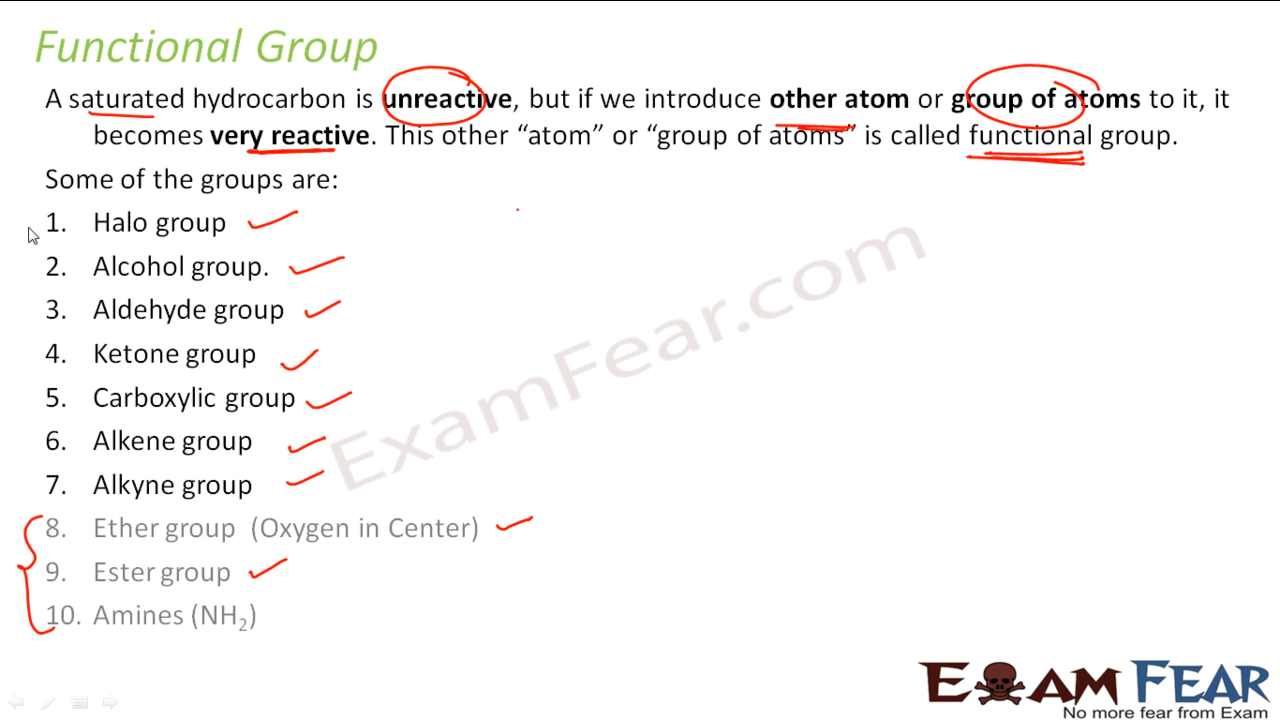 Functional Group
A saturated hydrocarbon is unreactive, but if we introduce other atom or group of atoms to it, it
becomes very reactive. This other “atom” or “group of atoms” is called functional group.
Some of the groups are:
1. Halo group
2. Alcohol group.
3. Aldehyde group
4. Ketone group
5. Carboxylic group
6. Alkene group
7. Alkyne group
8. Ether group (Oxygen in Center)
9. Ester group
10. Amines (NH₂)
ExamFear.com
EXAM FEAR
No more fear from Exam